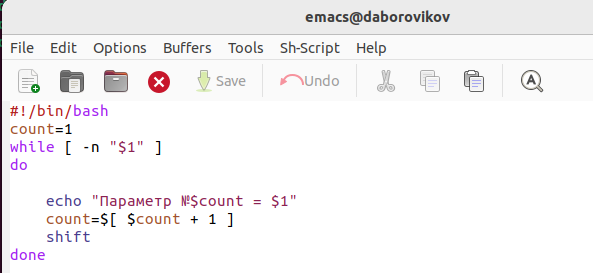 emacs@daborovikov
File Edit Options Buffers Tools Sh-Script Help
Save Undo
#!/bin/bash
count=1
while [ -n "$1" ]
do
echo "Параметр №$count = $1"
count=$[ $count + 1 ]
shift
done